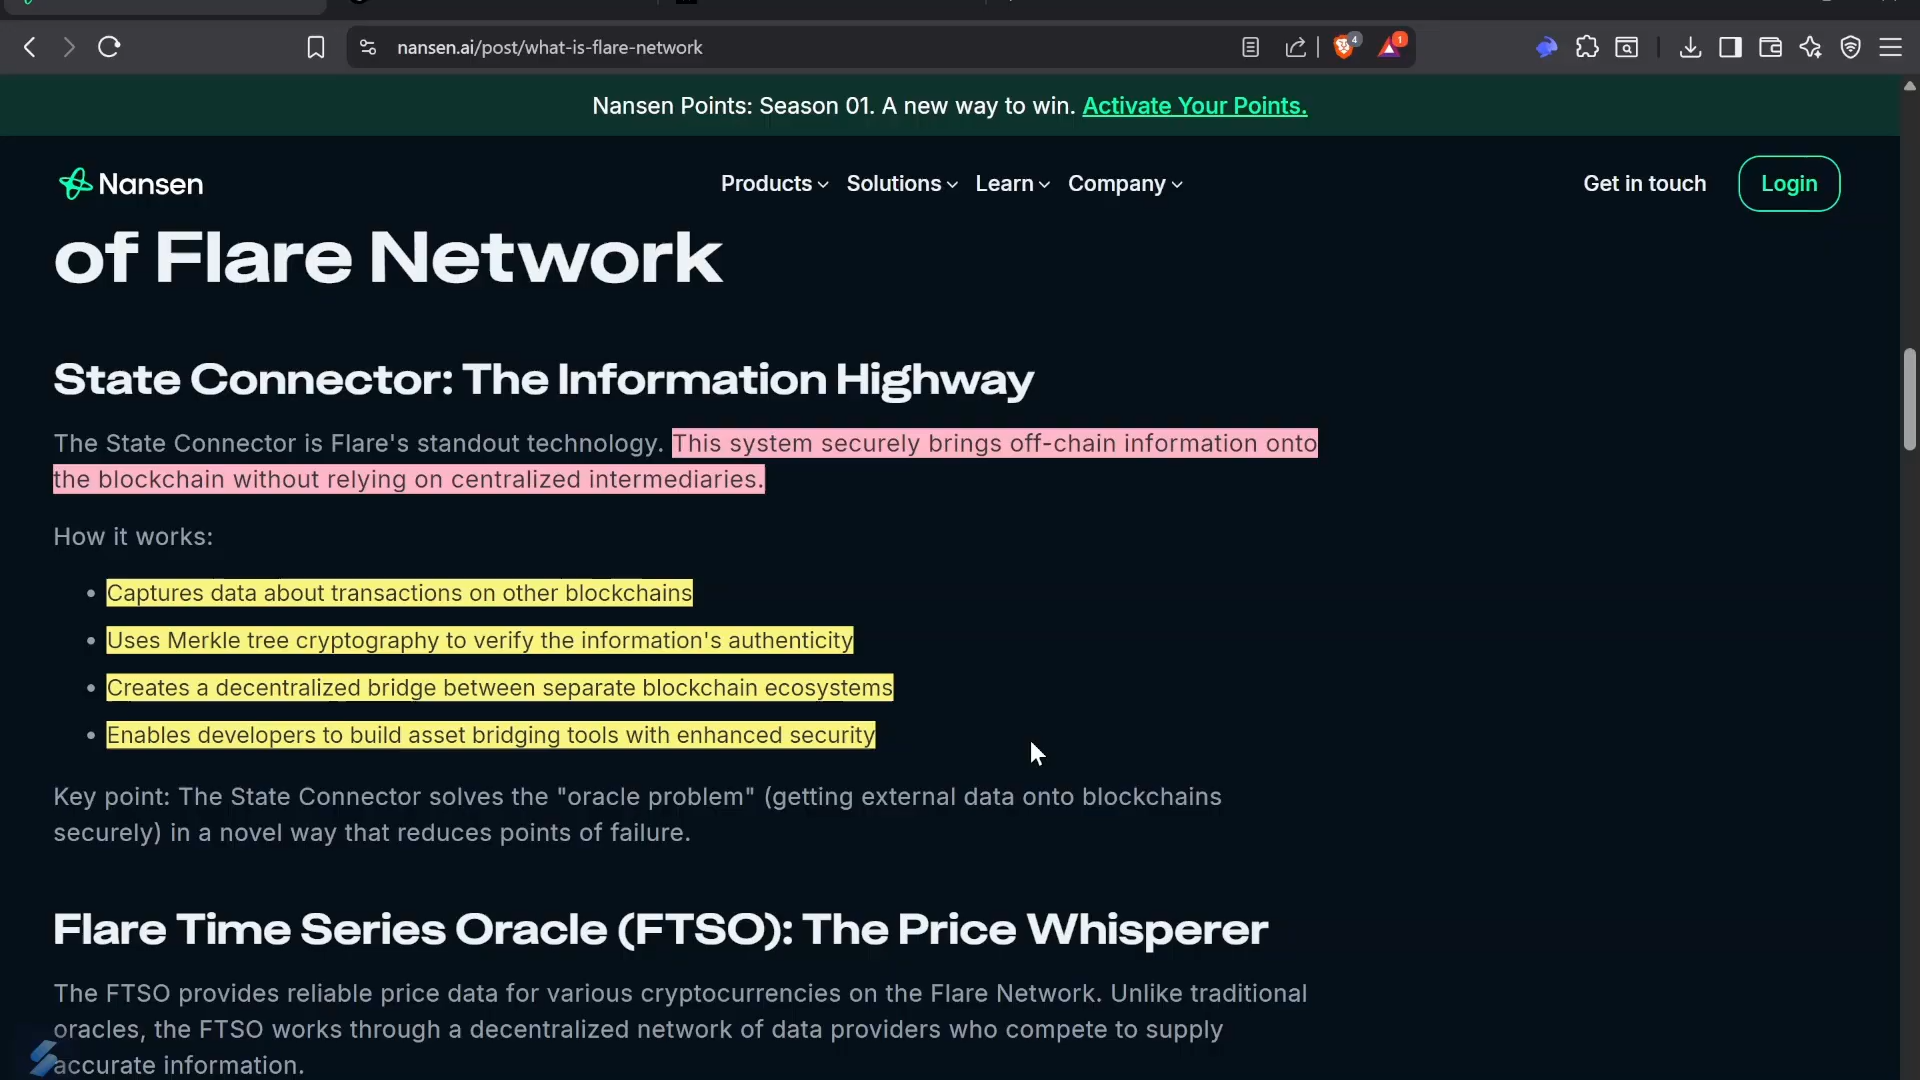 nansen.ai/post/what-is-flare-network
4
1
Nansen Points: Season 01. A new way to win. Activate Your Points.
Nansen
Products
Solutions
Learn
Company
Get in touch
Login
of Flare Network
State Connector: The Information Highway
The State Connector is Flare's standout technology. This system securely brings off-chain information onto
the blockchain without relying on centralized intermediaries.
How it works:
• Captures data about transactions on other blockchains
• Uses Merkle tree cryptography to verify the information's authenticity
• Creates a decentralized bridge between separate blockchain ecosystems
• Enables developers to build asset bridging tools with enhanced security
Key point: The State Connector solves the "oracle problem" (getting external data onto blockchains
securely) in a novel way that reduces points of failure.
Flare Time Series Oracle (FTSO): The Price Whisperer
The FTSO provides reliable price data for various cryptocurrencies on the Flare Network. Unlike traditional
oracles, the FTSO works through a decentralized network of data providers who compete to supply
accurate information.